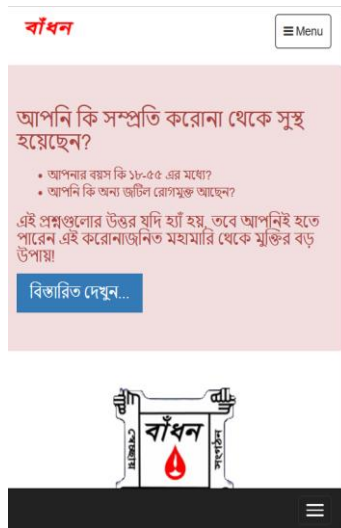 বাঁধন
Menu
আপনি কি সম্প্রতি করোনা থেকে সুস্থ
হয়েছেন?
আপনার বয়স কি ১৮-৫৫ এর মধ্যে?
আপনি কি অন্য জটিল রোগমুক্ত আছেন?
এই প্রশ্নগুলোর উত্তর যদি হ্যাঁ হয়, তবে আপনিই হতে
পারেন এই করোনাজনিত মহামারি থেকে মুক্তির বড়
উপায়!
বিস্তারিত দেখুন...
বাঁধন
স্বেচ্ছায়
সংগঠন